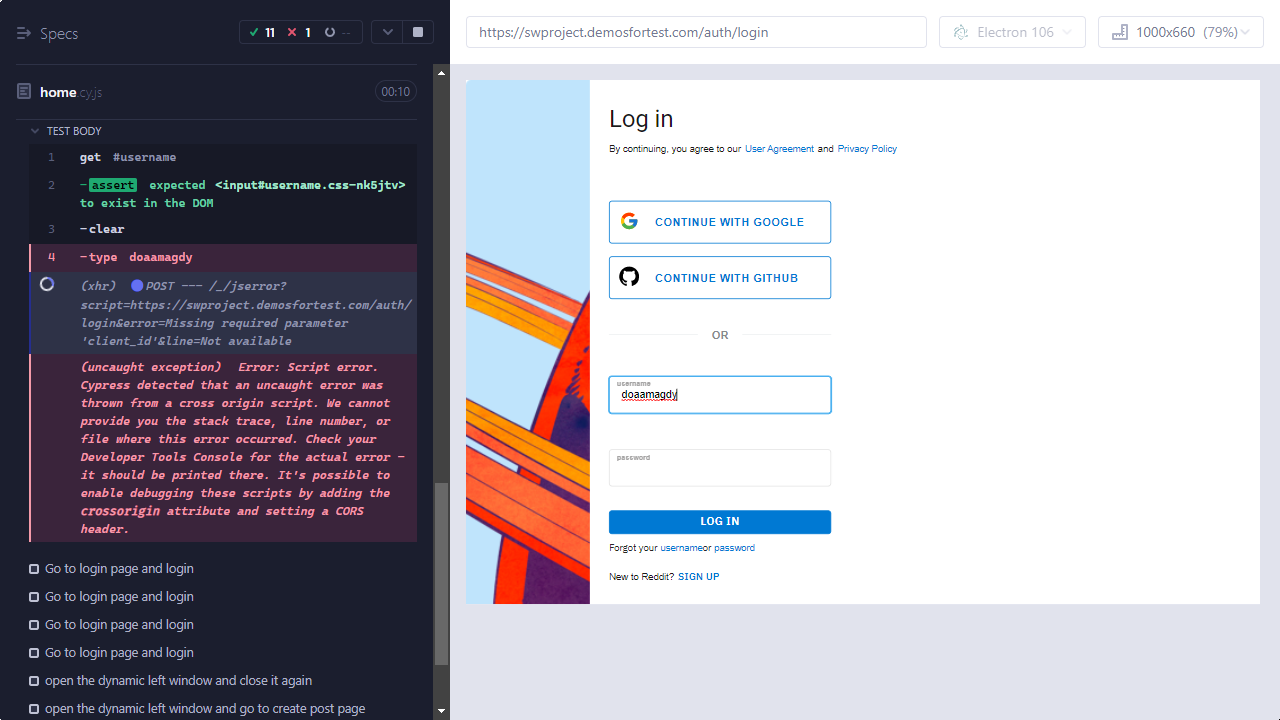 Specs
11 1 --
home.cy.js 00:10
TEST BODY
1 get #username
2 -assert expected <input#username.css-nk5jtv>
to exist in the DOM
3 -clear
4 -type doaamagdy
(xhr) POST --- /_/jserror?
script=https://swproject.demosfortest.com/auth/
login&error=Missing required parameter
'client_id'&line=Not available
(uncaught exception) Error: Script error.
Cypress detected that an uncaught error was
thrown from a cross origin script. We cannot
provide you the stack trace, line number, or
file where this error occurred. Check your
Developer Tools Console for the actual error -
it should be printed there. It's possible to
enable debugging these scripts by adding the
crossorigin attribute and setting a CORS
header.
Go to login page and login
Go to login page and login
Go to login page and login
Go to login page and login
open the dynamic left window and close it again
open the dynamic left window and go to create post page
https://swproject.demosfortest.com/auth/login
Electron 106
1000x660 (79%)
Log in
By continuing, you agree to our User Agreement and Privacy Policy
CONTINUE WITH GOOGLE
CONTINUE WITH GITHUB
OR
username
doaamagdy
password
LOG IN
Forgot your usernameor password
New to Reddit? SIGN UP